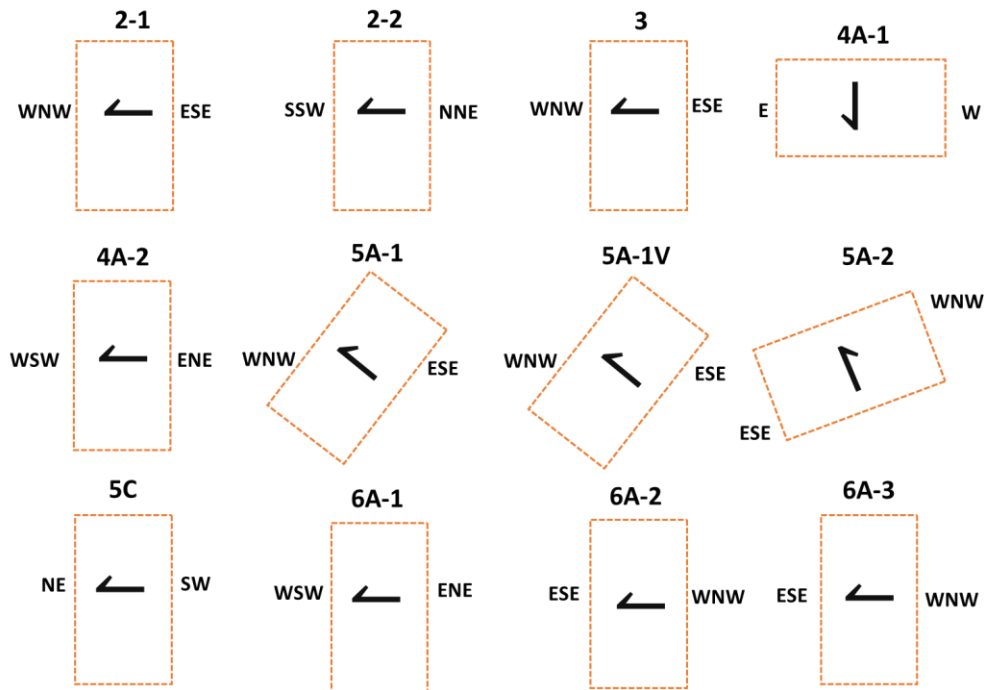 2-1
2-2
3
4A-1
WNW
ESE
SSW
NNE
WNW
ESE
E
W
4A-2
5A-1
5A-1V
5A-2
WSW
ENE
WNW
ESE
WNW
ESE
WNW
ESE
5C
6A-1
6A-2
6A-3
NE
SW
WSW
ENE
ESE
WNW
ESE
WNW